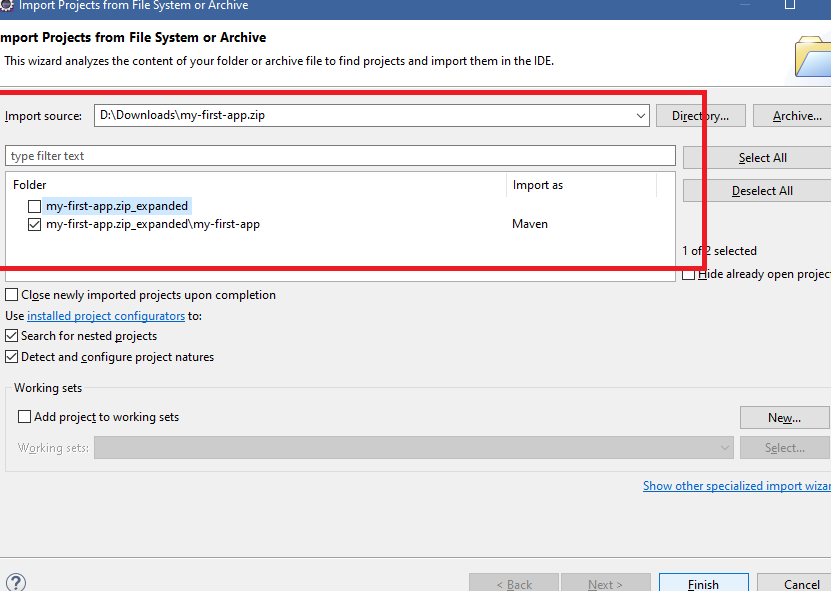 Import Projects from File System or Archive
mport Projects from File System or Archive
This wizard analyzes the content of your folder or archive file to find projects and import them in the IDE.
Import source: D:\Downloads\my-first-app.zip Directory... Archive...
type filter text
Select All
Folder Import as
Deselect All
my-first-app.zip_expanded
my-first-app.zip_expanded\my-first-app Maven
1 of 2 selected
Hide already open project
Close newly imported projects upon completion
Use installed project configurators to:
Search for nested projects
Detect and configure project natures
Working sets
Add project to working sets New...
Working sets: Select...
Show other specialized import wizar
? < Back Next > Finish Cancel